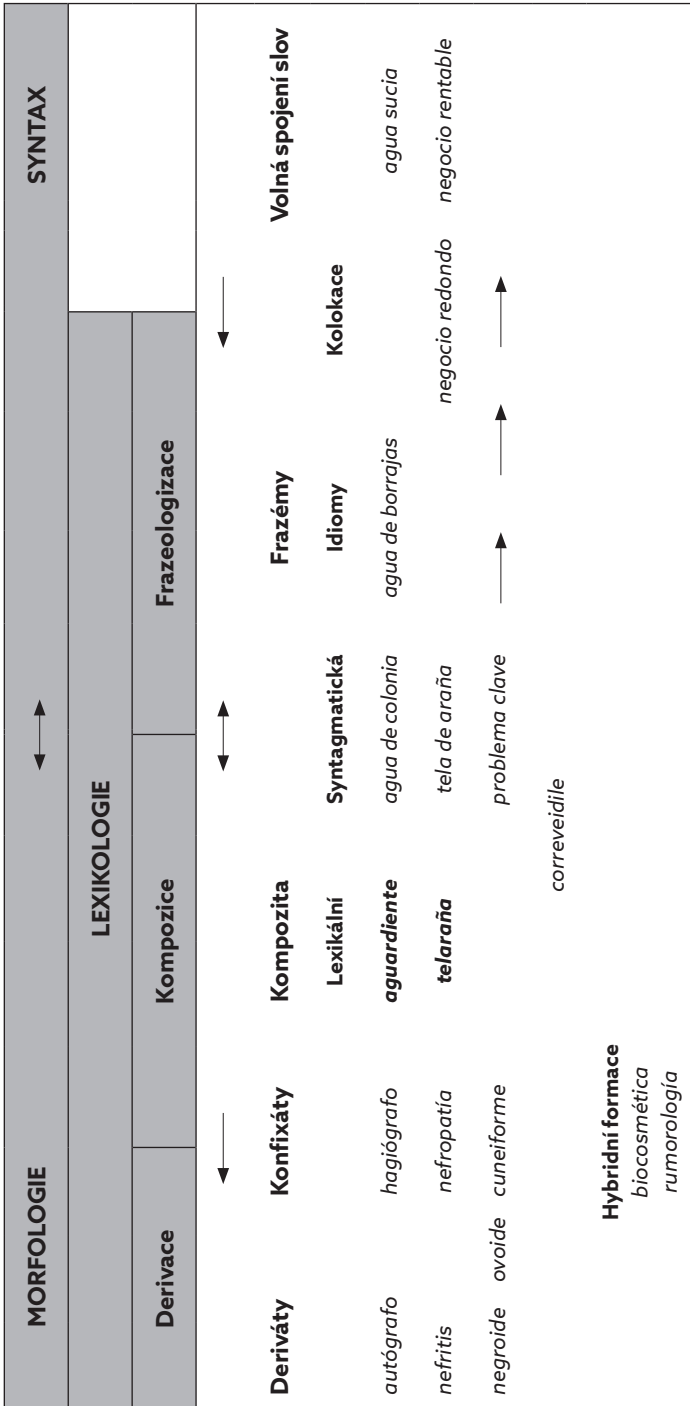 MORFOLOGIE SYNTAX
LEXIKOLOGIE
Derivace Kompozice Frazeologizace
Deriváty Konfixáty Kompozita Frazémy Volná spojení slov
Lexikální Syntagmatická Idiomy Kolokace
autógrafo hagiógrafo aguardiente agua de colonia agua de borrajas agua sucia
nefritis nefropatía telaraña tela de araña negocio redondo negocio rentable
negroide ovoide cuneiforme problema clave
correveidile
Hybridní formace
biocosmética
rumorología